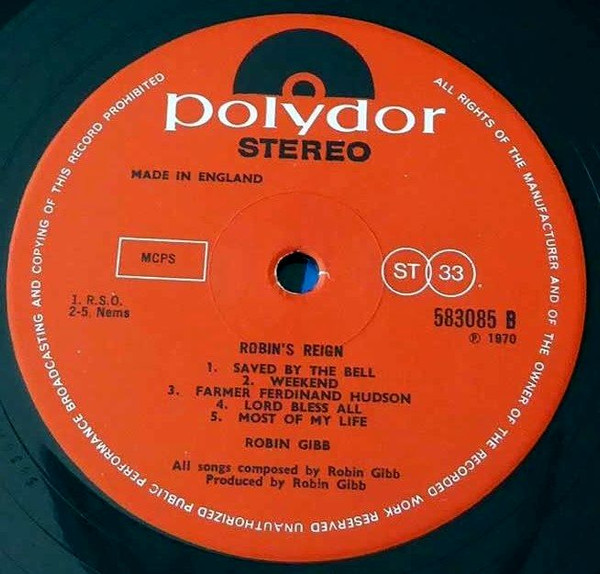 polydor
STEREO
MADE IN ENGLAND
MCPS
ST 33
1. R.S.O.
2-5. Nems
583085 B
℗ 1970
ROBIN'S REIGN
1. SAVED BY THE BELL
2. WEEKEND
3. FARMER FERDINAND HUDSON
4. LORD BLESS ALL
5. MOST OF MY LIFE
ROBIN GIBB
All songs composed by Robin Gibb
Produced by Robin Gibb
ALL RIGHTS OF THE MANUFACTURER AND OF THE OWNER OF THE RECORDED WORK RESERVED UNAUTHORIZED PUBLIC PERFORMANCE BROADCASTING AND COPYING OF THIS RECORD PROHIBITED